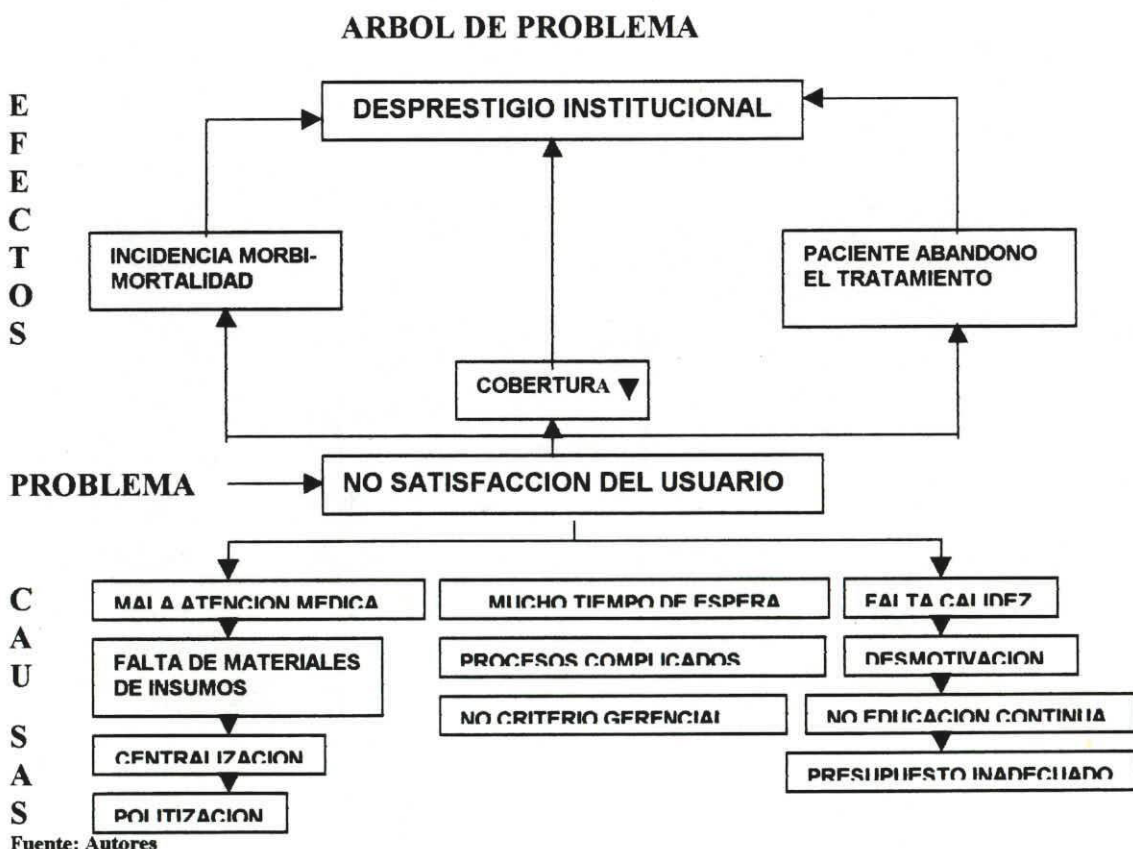 ARBOL DE PROBLEMA
EFECTOS
DESPRESTIGIO INSTITUCIONAL
INCIDENCIA MORBI-
MORTALIDAD
PACIENTE ABANDONO
EL TRATAMIENTO
COBERTURA
PROBLEMA
NO SATISFACCION DEL USUARIO
CAUSAS
MALA ATENCION MEDICA
MUCHO TIEMPO DE ESPERA
FALTA CALIDEZ
FALTA DE MATERIALES
DE INSUMOS
PROCESOS COMPLICADOS
DESMOTIVACION
NO CRITERIO GERENCIAL
NO EDUCACION CONTINUA
CENTRALIZACION
PRESUPUESTO INADECUADO
POLITIZACION
Fuente: Autores